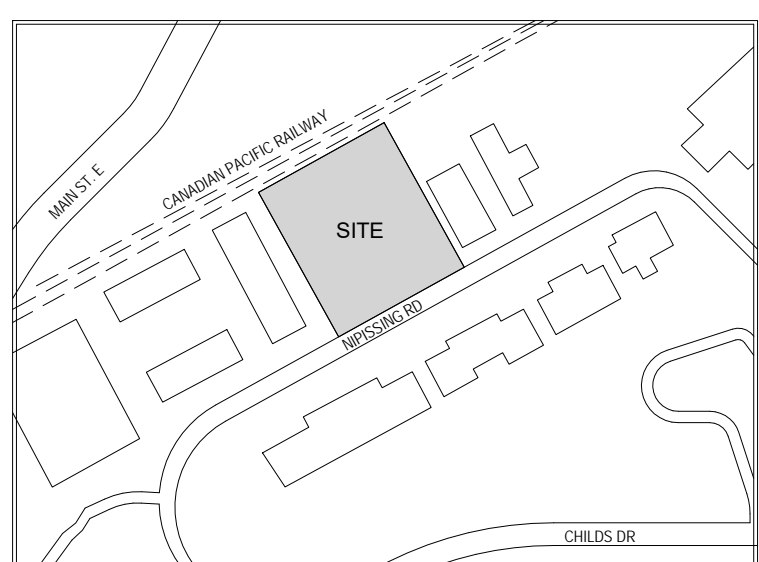 CANADIAN PACIFIC RAILWAY
MAIN ST. E
SITE
NIPISSING RD
CHILDS DR